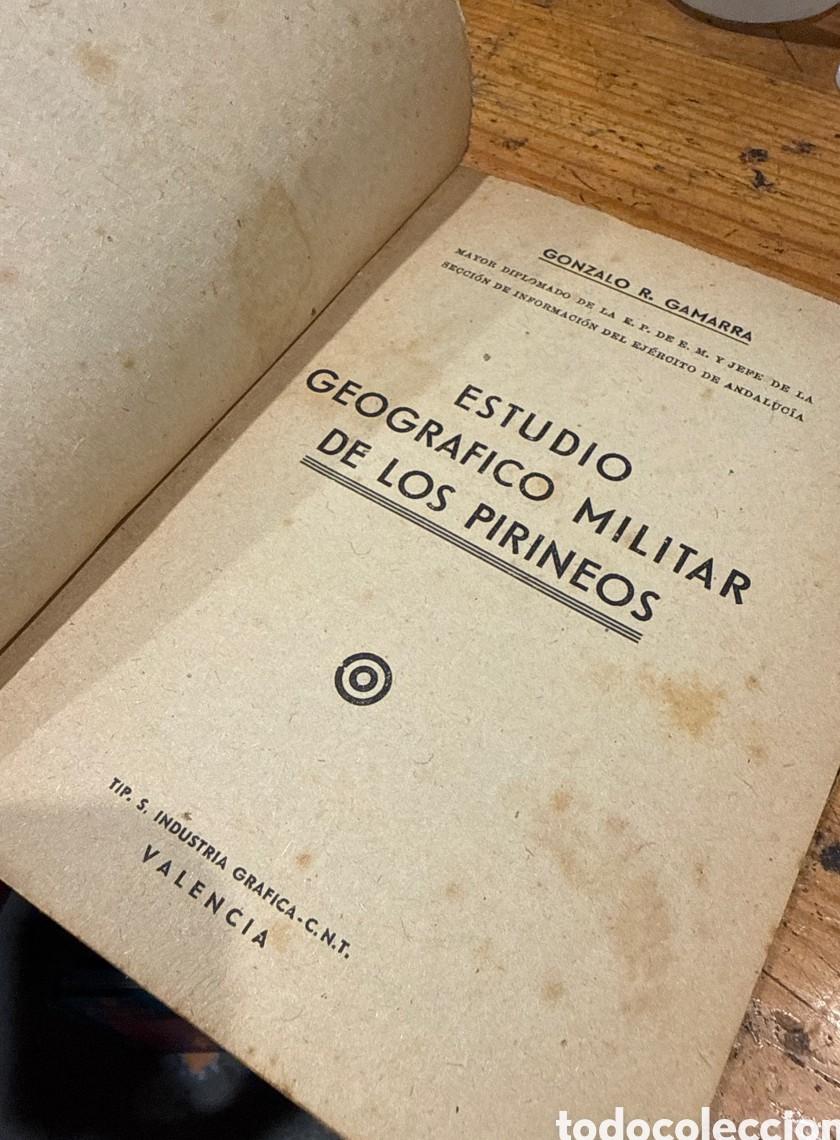 GONZALO R. GAMARRA
MAYOR DIPLOMADO DE LA E. P. DE E. M. Y JEFE DE LA
SECCIÓN DE INFORMACIÓN DEL EJÉRCITO DE ANDALUCÍA
ESTUDIO
GEOGRAFICO MILITAR
DE LOS PIRINEOS
TIP. S. INDUSTRIA GRAFICA-C.N.T.
VALENCIA
todocoleccion